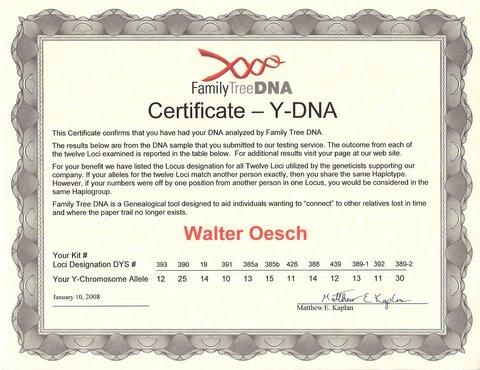 FamilyTreeDNA
Certificate – Y-DNA
This Certificate confirms that you have had your DNA analyzed by Family Tree DNA.
The results below are from the DNA sample that you submitted to our testing service. The outcome from each of
the twelve Loci examined is reported in the table below. For additional results visit your page at our web site.
For your benefit we have listed the Locus designation for all Twelve Loci utilized by the geneticists supporting our
company. If your alleles for the twelve Loci match another person exactly, then you share the same Haplotype.
However, if your numbers were off by one position from another person in one Locus, you would be considered in the
same Haplogroup.
Family Tree DNA is a Genealogical tool designed to aid individuals wanting to “connect” to other relatives lost in time
and where the paper trail no longer exists.
Walter Oesch
Your Kit #
Loci Designation DYS # 393 390 19 391 385a 385b 426 388 439 389-1 392 389-2
Your Y-Chromosome Allele 12 25 14 10 13 15 11 14 12 13 11 30
January 10, 2008
Matthew E. Kaplan
Matthew E. Kaplan